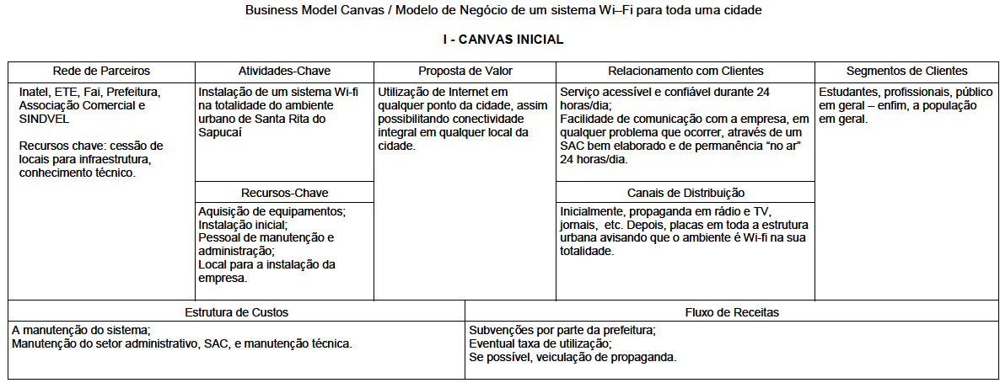 Business Model Canvas / Modelo de Negócio de um sistema Wi–Fi para toda uma cidade
I - CANVAS INICIAL
Rede de Parceiros
Inatel, ETE, Fai, Prefeitura,
Associação Comercial e
SINDVEL
Recursos chave: cessão de
locais para infraestrutura,
conhecimento técnico.
Atividades-Chave
Instalação de um sistema Wi-fi
na totalidade do ambiente
urbano de Santa Rita do
Sapucaí
Recursos-Chave
Aquisição de equipamentos;
Instalação inicial;
Pessoal de manutenção e
administração;
Local para a instalação da
empresa.
Proposta de Valor
Utilização de Internet em
qualquer ponto da cidade, assim
possibilitando conectividade
integral em qualquer local da
cidade.
Relacionamento com Clientes
Serviço acessível e confiável durante 24
horas/dia;
Facilidade de comunicação com a empresa, em
qualquer problema que ocorrer, através de um
SAC bem elaborado e de permanência “no ar”
24 horas/dia.
Canais de Distribuição
Inicialmente, propaganda em rádio e TV,
jornais, etc. Depois, placas em toda a estrutura
urbana avisando que o ambiente é Wi-fi na sua
totalidade.
Segmentos de Clientes
Estudantes, profissionais, público
em geral – enfim, a população
em geral.
Estrutura de Custos
A manutenção do sistema;
Manutenção do setor administrativo, SAC, e manutenção técnica.
Fluxo de Receitas
Subvenções por parte da prefeitura;
Eventual taxa de utilização;
Se possível, veiculação de propaganda.